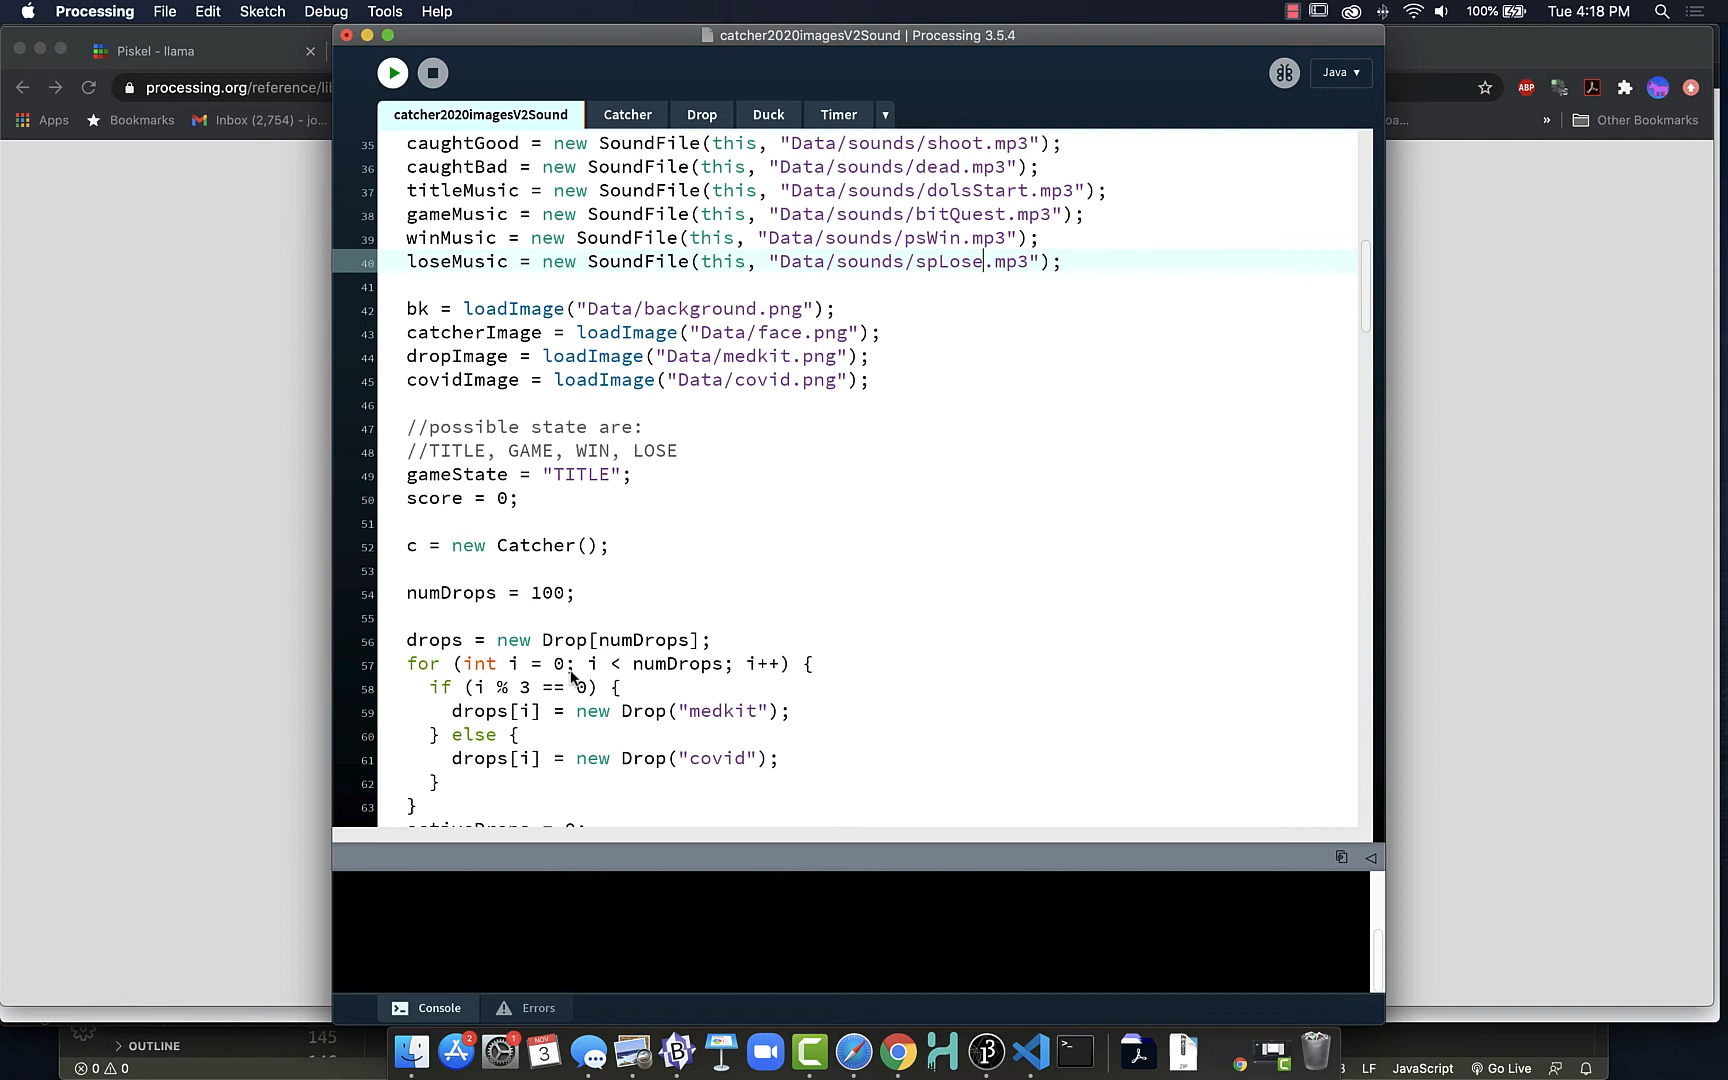 Processing File Edit Sketch Debug Tools Help 100% Tue 4:18 PM
catcher2020imagesV2Sound | Processing 3.5.4
Piskel - llama
processing.org/reference/li
Java ▾
ABP
Apps Bookmarks Inbox (2,754) - jo... oa... » Other Bookmarks
catcher2020imagesV2Sound Catcher Drop Duck Timer ▾
35 caughtGood = new SoundFile(this, "Data/sounds/shoot.mp3");
36 caughtBad = new SoundFile(this, "Data/sounds/dead.mp3");
37 titleMusic = new SoundFile(this, "Data/sounds/dolsStart.mp3");
38 gameMusic = new SoundFile(this, "Data/sounds/bitQuest.mp3");
39 winMusic = new SoundFile(this, "Data/sounds/psWin.mp3");
40 loseMusic = new SoundFile(this, "Data/sounds/spLose.mp3");
41
42 bk = loadImage("Data/background.png");
43 catcherImage = loadImage("Data/face.png");
44 dropImage = loadImage("Data/medkit.png");
45 covidImage = loadImage("Data/covid.png");
46
47 //possible state are:
48 //TITLE, GAME, WIN, LOSE
49 gameState = "TITLE";
50 score = 0;
51
52 c = new Catcher();
53
54 numDrops = 100;
55
56 drops = new Drop[numDrops];
57 for (int i = 0; i < numDrops; i++) {
58 if (i % 3 == 0) {
59 drops[i] = new Drop("medkit");
60 } else {
61 drops[i] = new Drop("covid");
62 }
63 }
Console Errors
145
OUTLINE
2 1 NOV 3
0 0 LF JavaScript Go Live